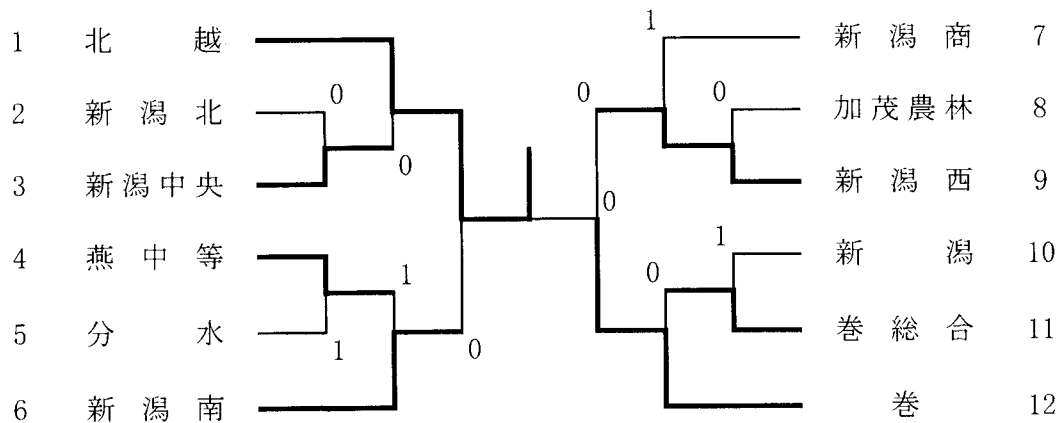 1 北越
2 新潟北
3 新潟中央
4 燕中等
5 分水
6 新潟南
0
0
1
1
0
0
0
1
0
0
1
新潟商 7
加茂農林 8
新潟西 9
新潟 10
巻総合 11
巻 12